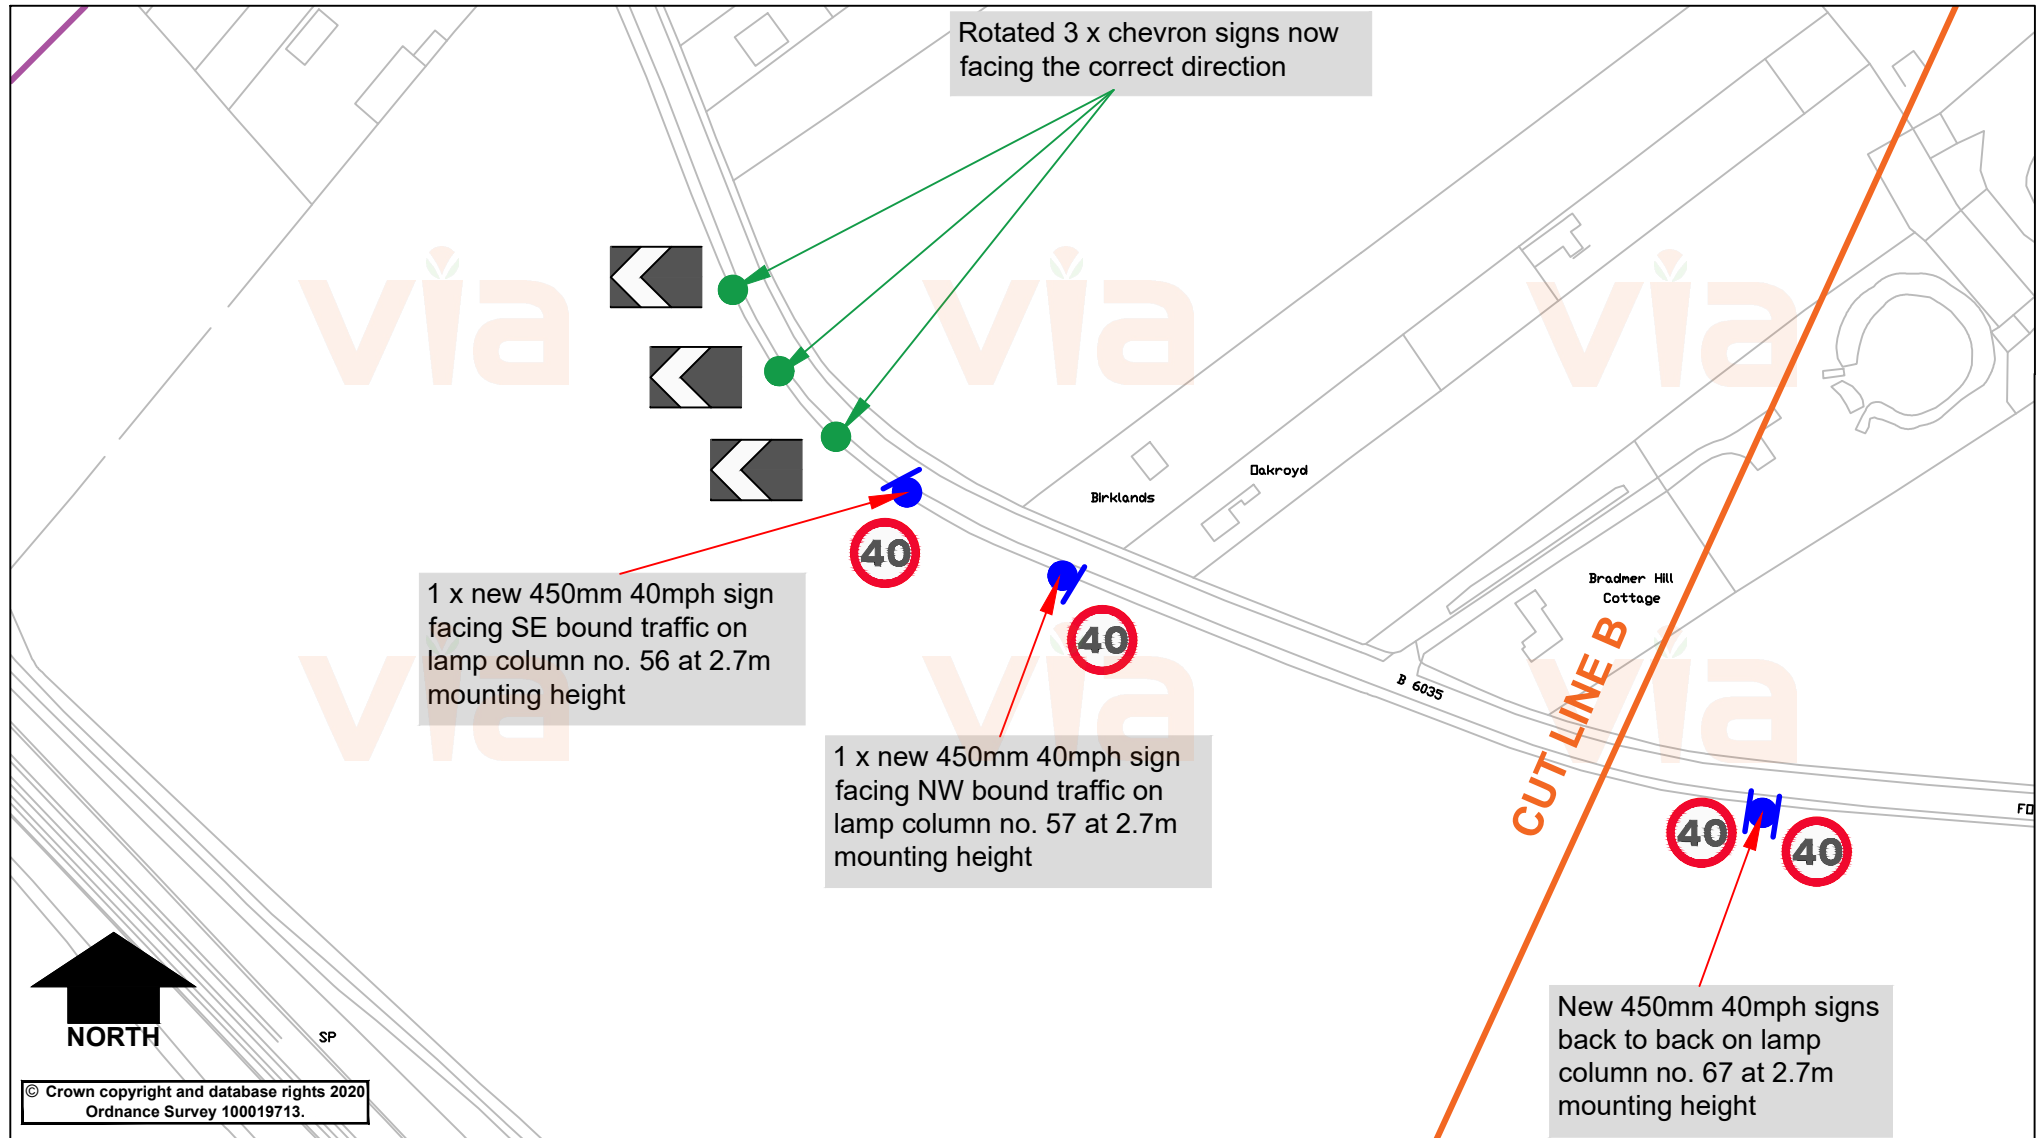 Rotated 3 x chevron signs now
facing the correct direction
via
via
via
Oakroyd
Birklands
40
1 x new 450mm 40mph sign
facing SE bound traffic on
lamp column no. 56 at 2.7m
mounting height
40
Bradmer Hill
Cottage
CUT LINE B
B 6035
via
via
via
1 x new 450mm 40mph sign
facing NW bound traffic on
lamp column no. 57 at 2.7m
mounting height
FO
40
40
New 450mm 40mph signs
back to back on lamp
column no. 67 at 2.7m
mounting height
NORTH
SP
© Crown copyright and database rights 2020
Ordnance Survey 100019713.